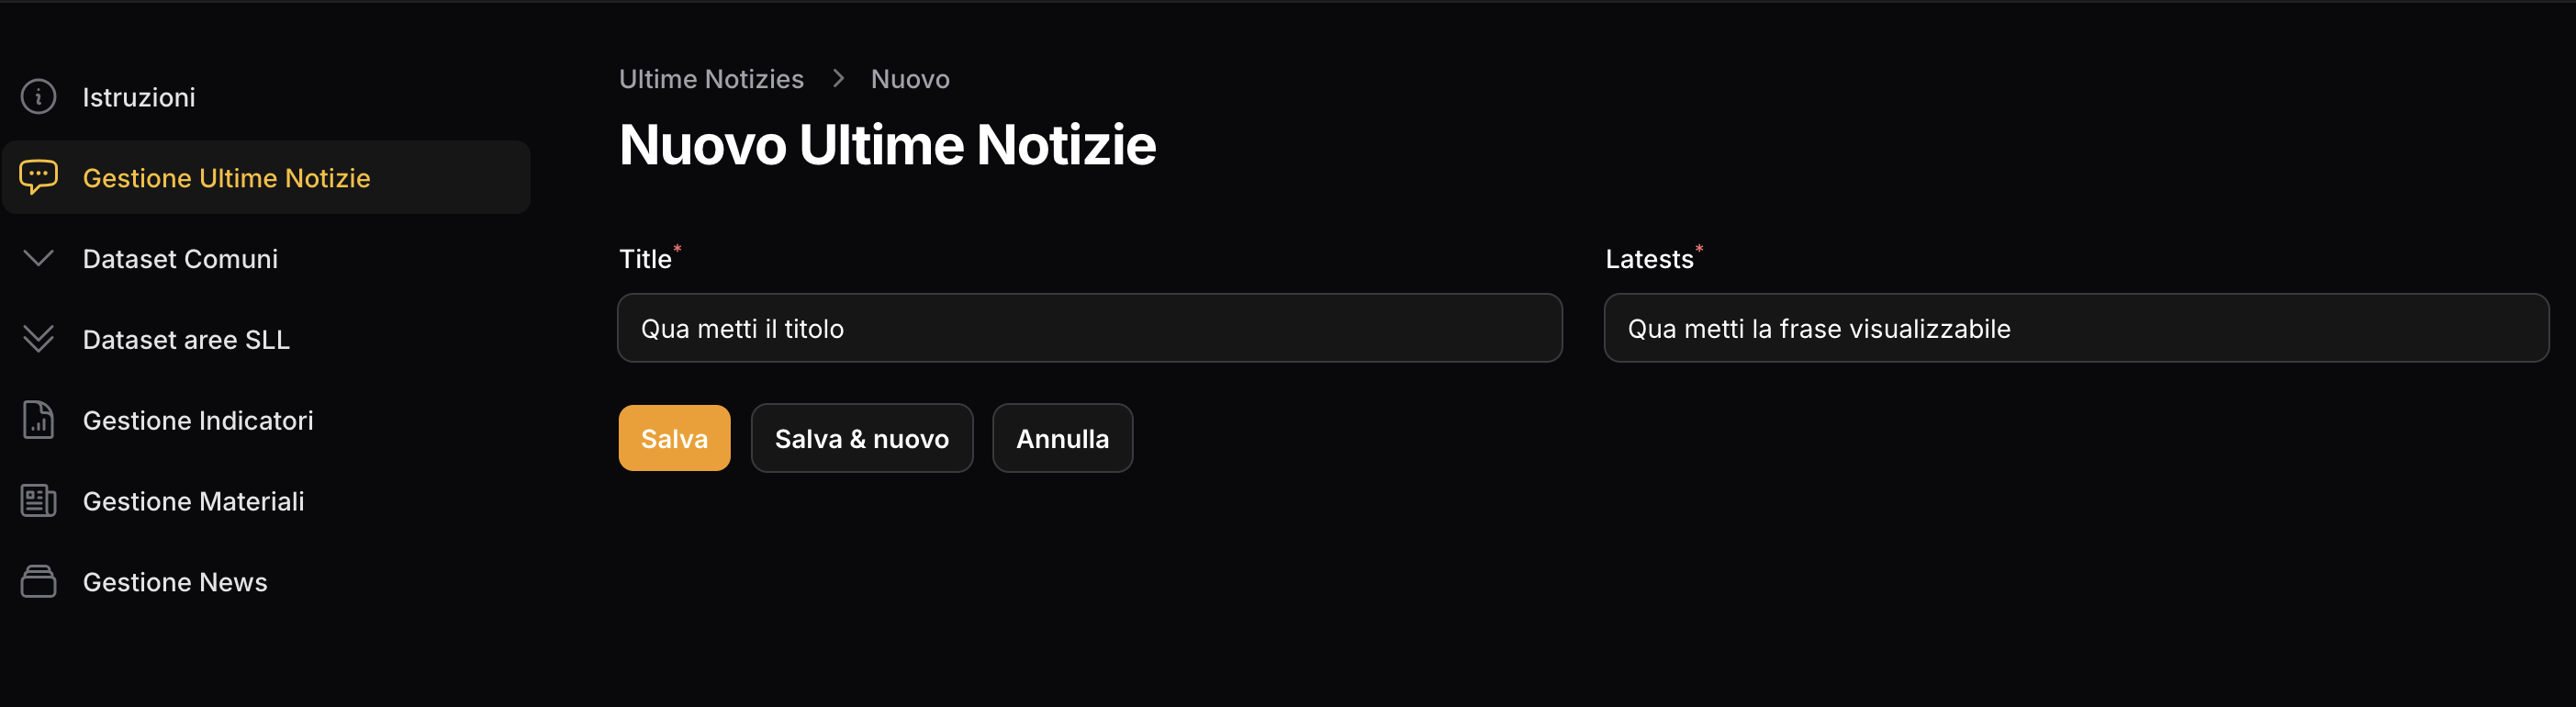 Istruzioni
Gestione Ultime Notizie
Dataset Comuni
Dataset aree SLL
Gestione Indicatori
Gestione Materiali
Gestione News
Ultime Notizies > Nuovo
Nuovo Ultime Notizie
Title*
Qua metti il titolo
Latests*
Qua metti la frase visualizzabile
Salva
Salva & nuovo
Annulla